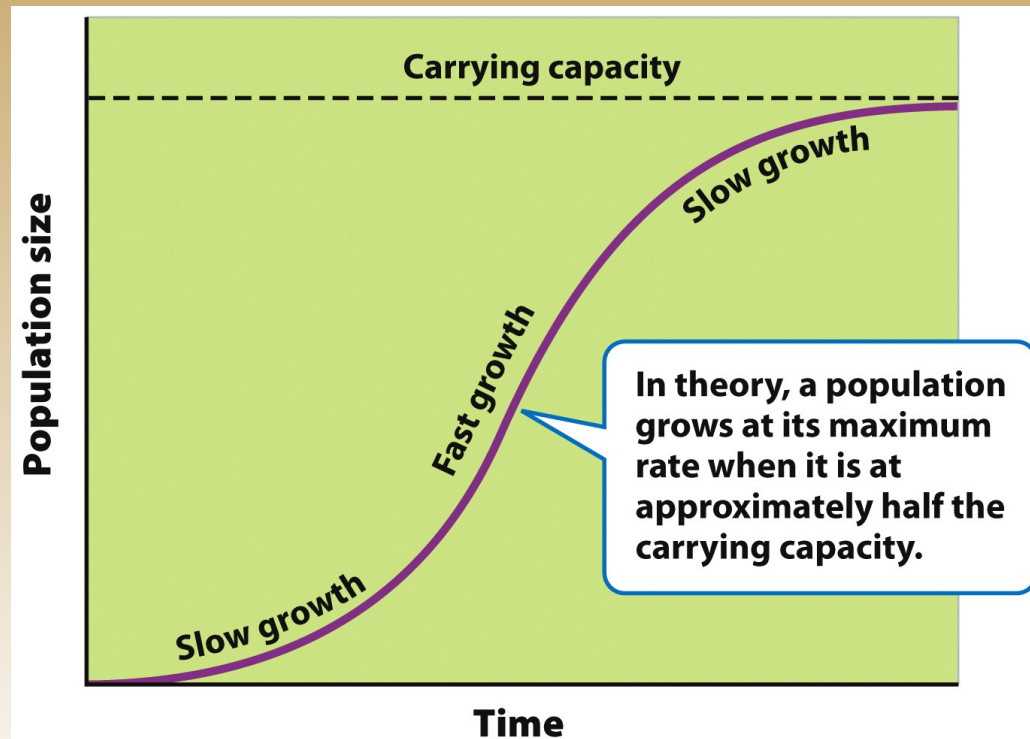 Carrying capacity
Slow growth
Fast growth
Slow growth
Population size
In theory, a population
grows at its maximum
rate when it is at
approximately half the
carrying capacity.
Time